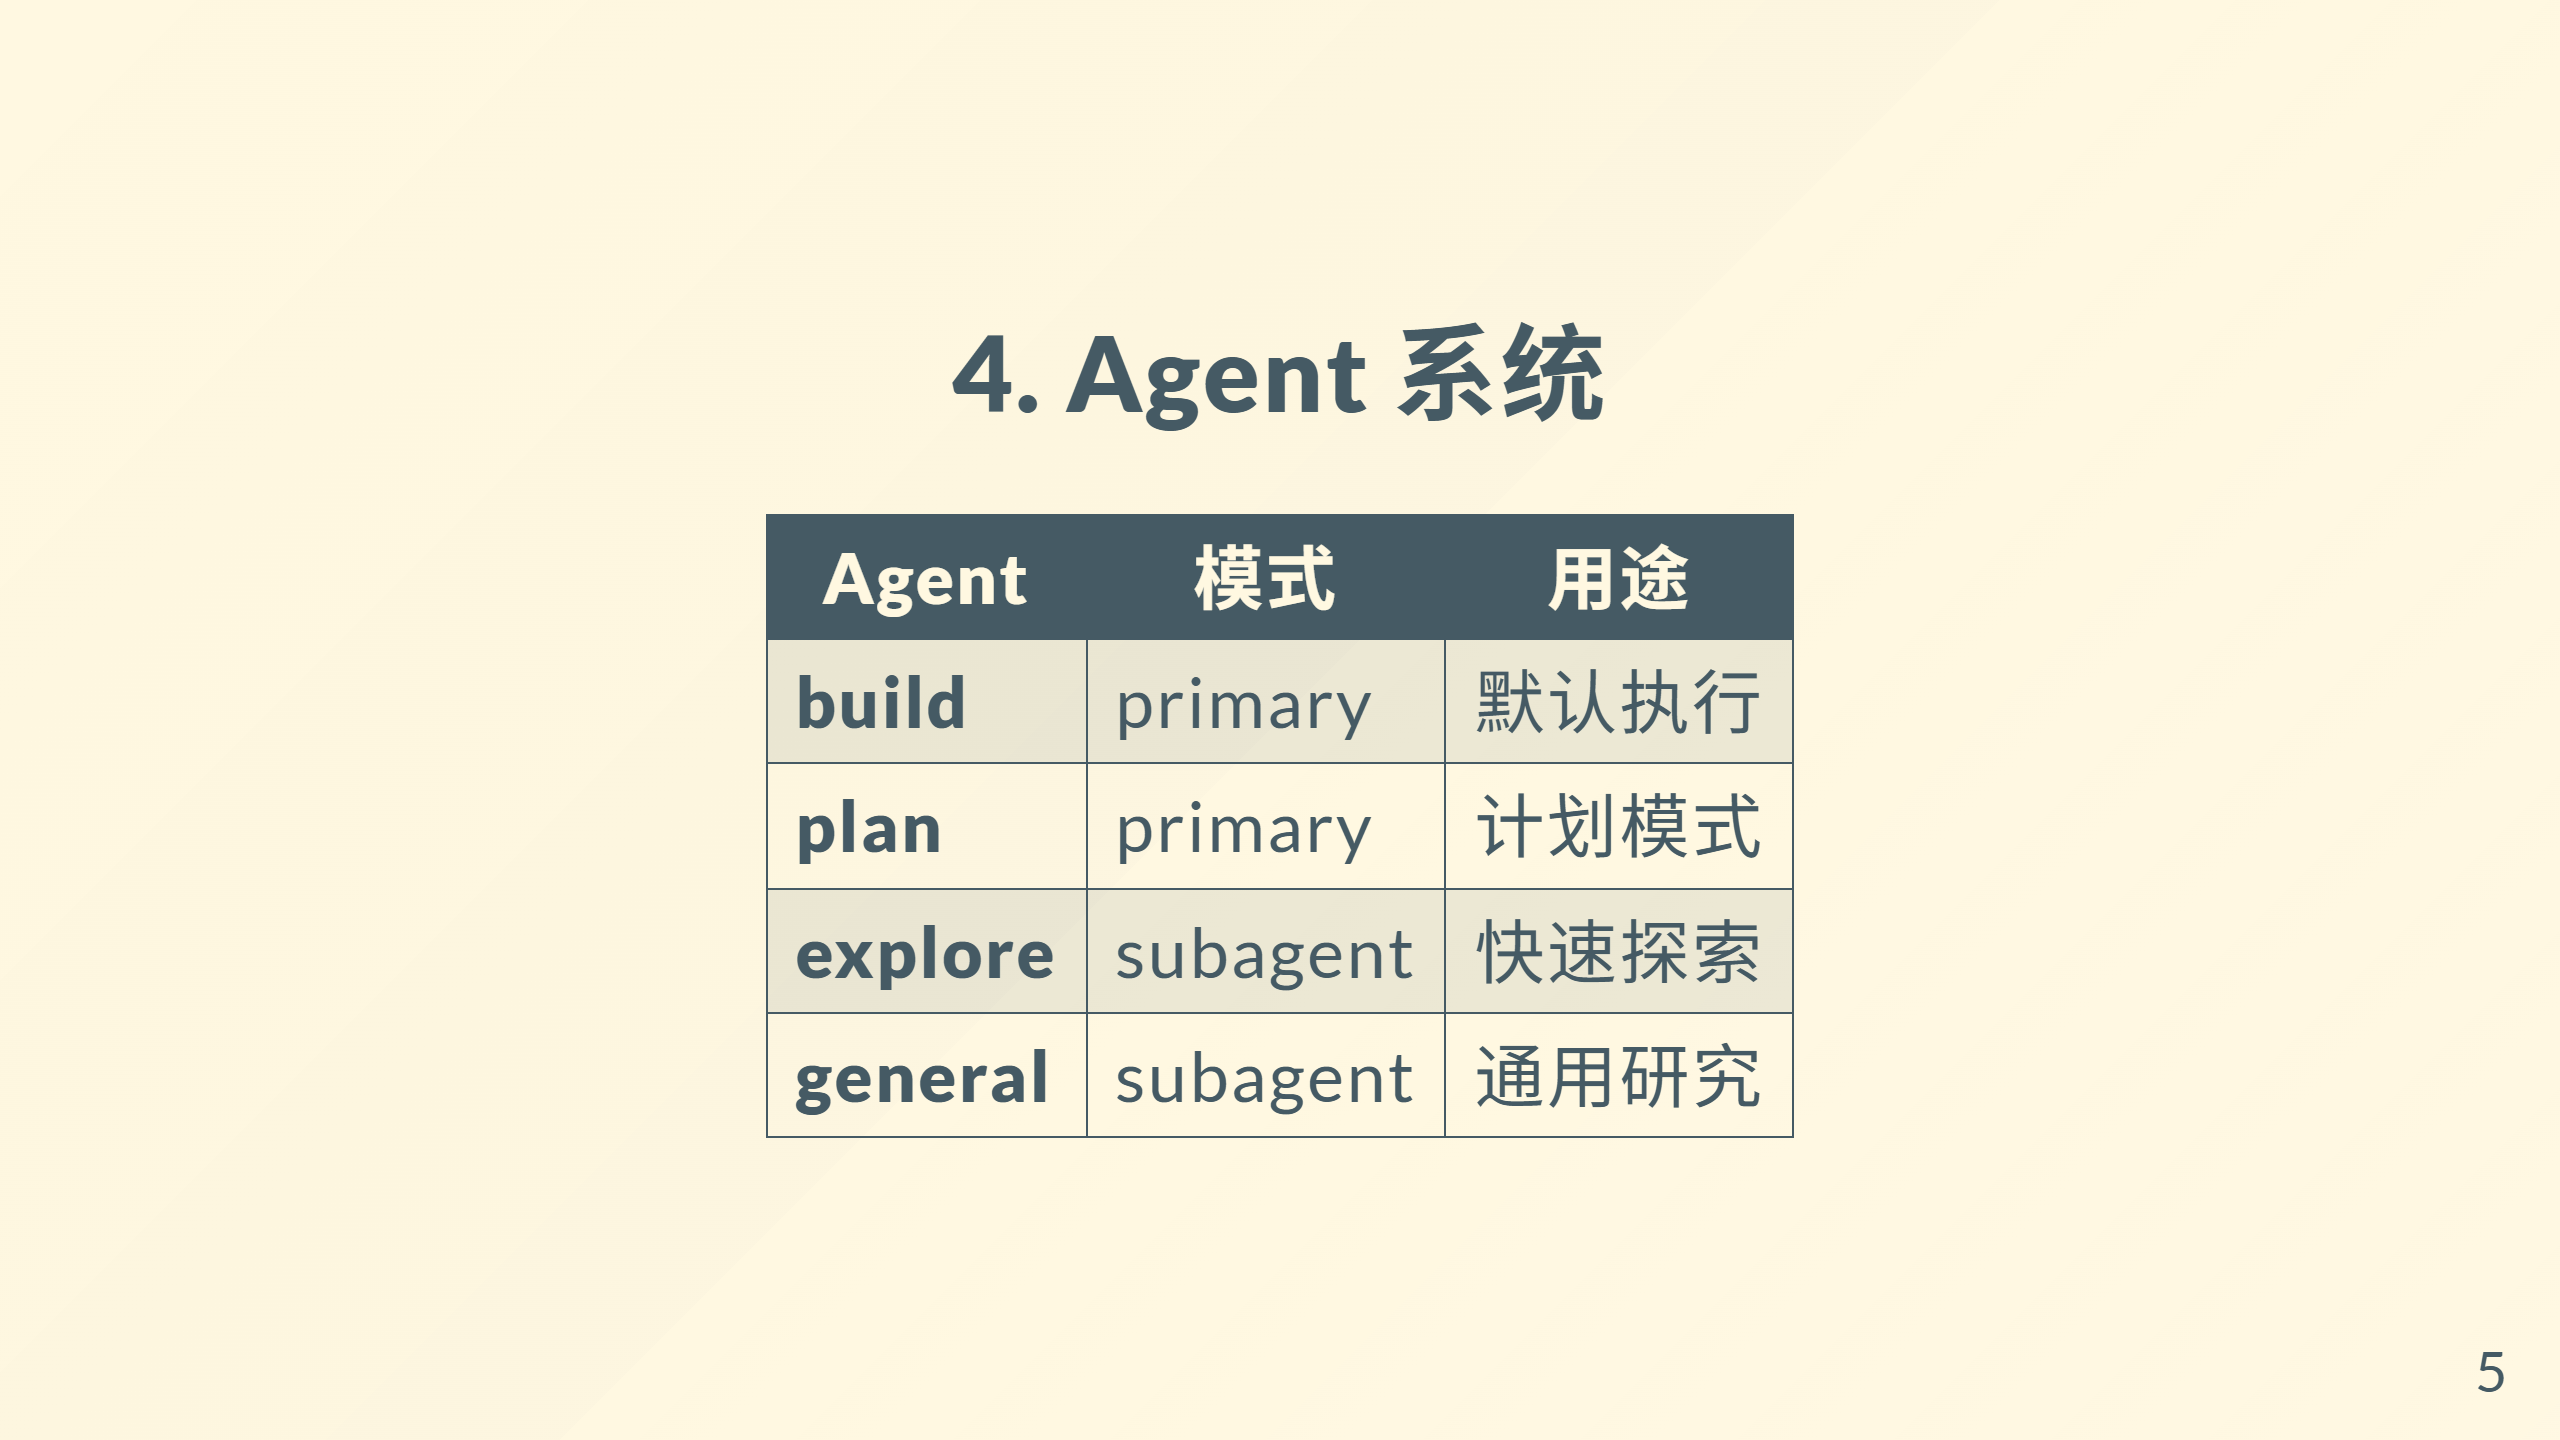 4. Agent 系统
Agent 模式 用途
build primary 默认执行
plan primary 计划模式
explore subagent 快速探索
general subagent 通用研究
5